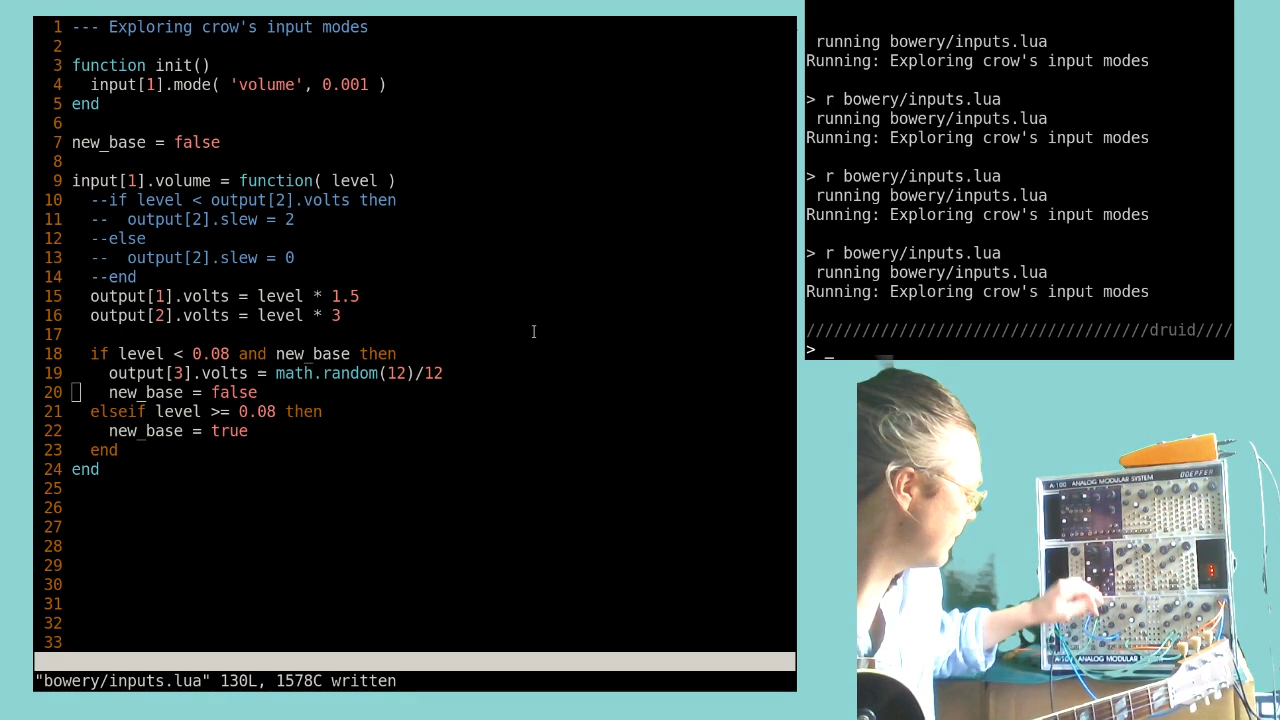 1 --- Exploring crow's input modes
2
3 function init()
4   input[1].mode( 'volume', 0.001 )
5 end
6
7 new_base = false
8
9 input[1].volume = function( level )
10   --if level < output[2].volts then
11   --  output[2].slew = 2
12   --else
13   --  output[2].slew = 0
14   --end
15   output[1].volts = level * 1.5
16   output[2].volts = level * 3
17
18   if level < 0.08 and new_base then
19     output[3].volts = math.random(12)/12
20     new_base = false
21   elseif level >= 0.08 then
22     new_base = true
23   end
24 end
25
26
27
28
29
30
31
32
33
"bowery/inputs.lua" 130L, 1578C written
running bowery/inputs.lua
Running: Exploring crow's input modes
> r bowery/inputs.lua
running bowery/inputs.lua
Running: Exploring crow's input modes
> r bowery/inputs.lua
running bowery/inputs.lua
Running: Exploring crow's input modes
> r bowery/inputs.lua
running bowery/inputs.lua
Running: Exploring crow's input modes
/////////////////////////////////////druid////
> _
A-100 ANALOG MODULAR SYSTEM DOEPFER
A-100 ANALOG MODULAR SYSTEM